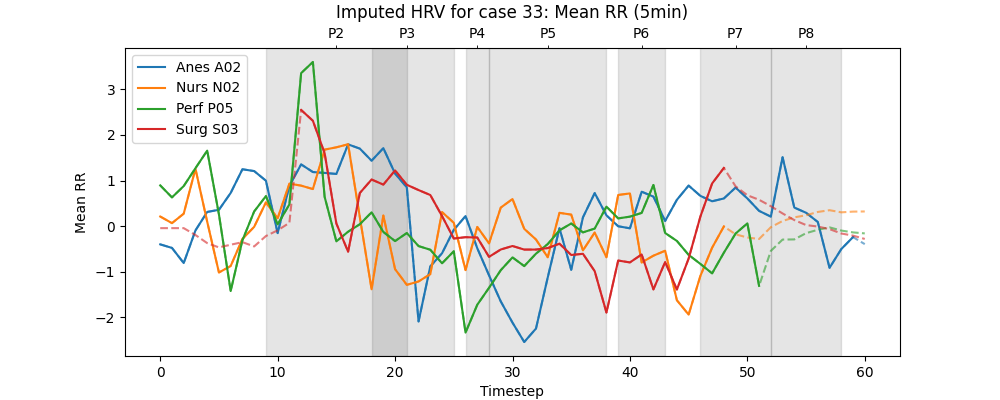 Imputed HRV for case 33: Mean RR (5min)
P2 P3 P4 P5 P6 P7 P8
Anes A02
Nurs N02
Perf P05
Surg S03
Mean RR
3
2
1
0
−1
−2
0 10 20 30 40 50 60
Timestep